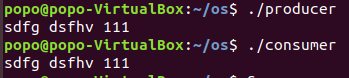 popo@popo-VirtualBox:~/os$ ./producer
sdfg dsfhv 111
popo@popo-VirtualBox:~/os$ ./consumer
sdfg dsfhv 111